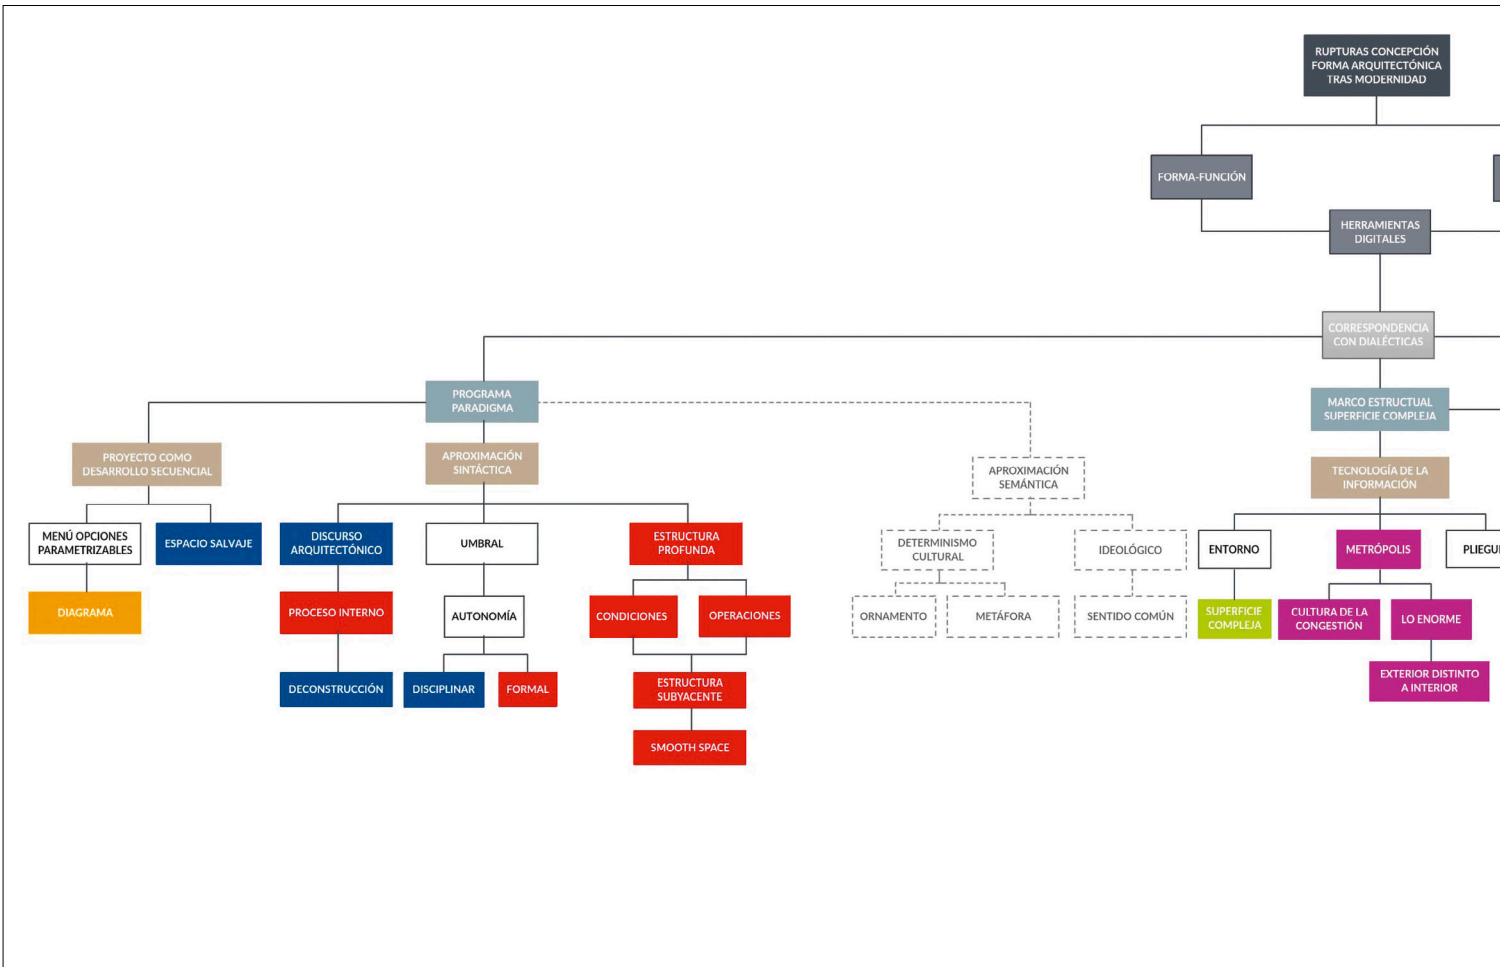 RUPTURAS CONCEPCIÓN
FORMA ARQUITECTÓNICA
TRAS MODERNIDAD
FORMA-FUNCIÓN
HERRAMIENTAS
DIGITALES
CORRESPONDENCIA
CON DIALÉCTICAS
PROGRAMA
PARADIGMA
MARCO ESTRUCTUAL
SUPERFICIE COMPLEJA
PROYECTO COMO
DESARROLLO SECUENCIAL
APROXIMACIÓN
SINTÁCTICA
APROXIMACIÓN
SEMÁNTICA
TECNOLOGÍA DE LA
INFORMACIÓN
MENÚ OPCIONES
PARAMETRIZABLES
ESPACIO SALVAJE
DISCURSO
ARQUITECTÓNICO
UMBRAL
ESTRUCTURA
PROFUNDA
DETERMINISMO
CULTURAL
IDEOLÓGICO
ENTORNO
METRÓPOLIS
PLIEGU
DIAGRAMA
PROCESO INTERNO
AUTONOMÍA
CONDICIONES
OPERACIONES
ORNAMENTO
METÁFORA
SENTIDO COMÚN
SUPERFICIE
COMPLEJA
CULTURA DE LA
CONGESTIÓN
LO ENORME
DECONSTRUCCIÓN
DISCIPLINAR
FORMAL
ESTRUCTURA
SUBYACENTE
EXTERIOR DISTINTO
A INTERIOR
SMOOTH SPACE